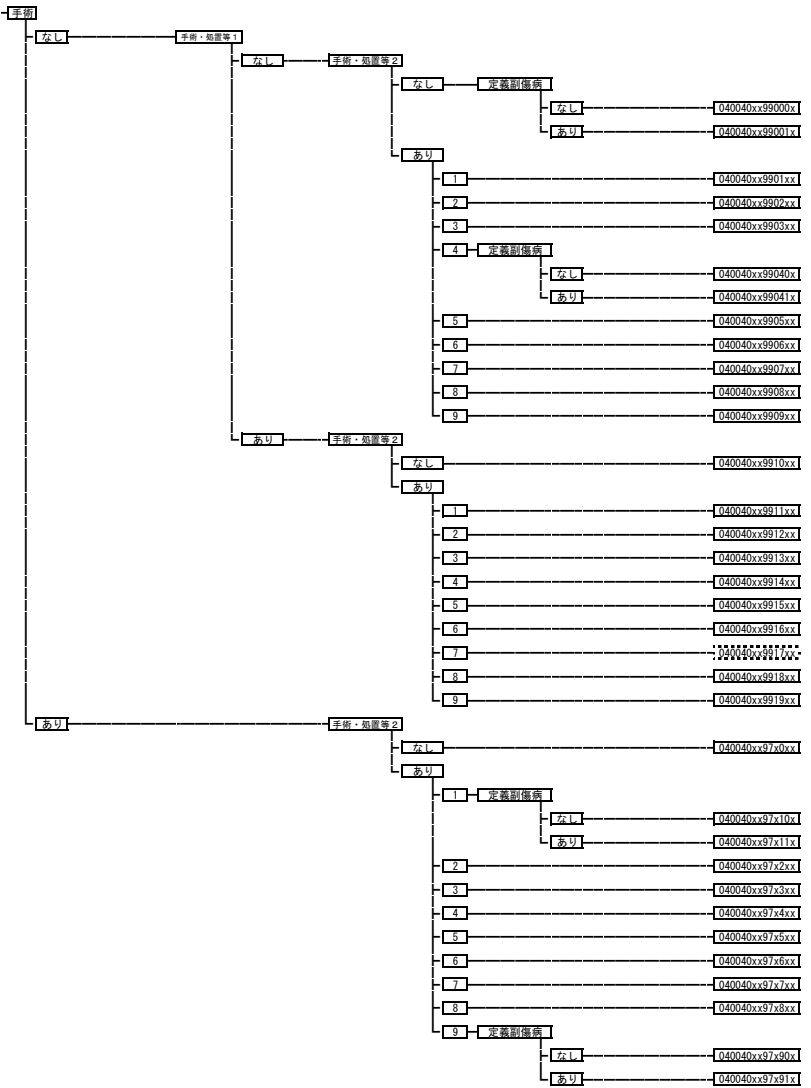 手術
なし 手術・処置等１
なし 手術・処置等２
なし 定義副傷病
なし 040040xx99000x
あり 040040xx99001x
あり
1 040040xx9901xx
2 040040xx9902xx
3 040040xx9903xx
4 定義副傷病
なし 040040xx99040x
あり 040040xx99041x
5 040040xx9905xx
6 040040xx9906xx
7 040040xx9907xx
8 040040xx9908xx
9 040040xx9909xx
あり 手術・処置等２
なし 040040xx9910xx
あり
1 040040xx9911xx
2 040040xx9912xx
3 040040xx9913xx
4 040040xx9914xx
5 040040xx9915xx
6 040040xx9916xx
7 040040xx9917xx
8 040040xx9918xx
9 040040xx9919xx
あり 手術・処置等２
なし 040040xx97x0xx
あり
1 定義副傷病
なし 040040xx97x10x
あり 040040xx97x11x
2 040040xx97x2xx
3 040040xx97x3xx
4 040040xx97x4xx
5 040040xx97x5xx
6 040040xx97x6xx
7 040040xx97x7xx
8 040040xx97x8xx
9 定義副傷病
なし 040040xx97x90x
あり 040040xx97x91x